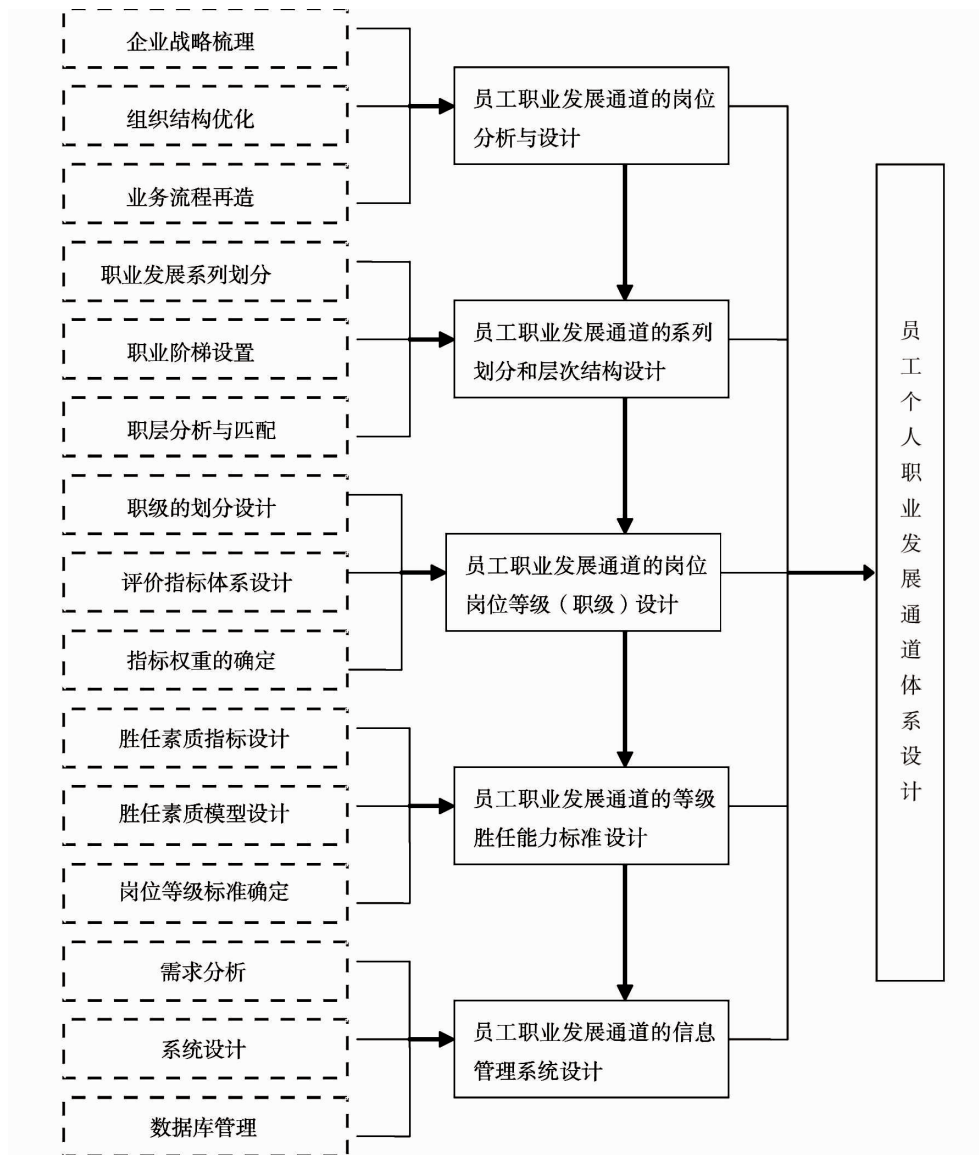 企业战略梳理
组织结构优化
业务流程再造
员工职业发展通道的岗位
分析与设计
职业发展系列划分
职业阶梯设置
职层分析与匹配
员工职业发展通道的系列
划分和层次结构设计
职级的划分设计
评价指标体系设计
指标权重的确定
员工职业发展通道的岗位
岗位等级（职级）设计
胜任素质指标设计
胜任素质模型设计
岗位等级标准确定
员工职业发展通道的等级
胜任能力标准设计
需求分析
系统设计
数据库管理
员工职业发展通道的信息
管理系统设计
员工个人职业发展通道体系设计